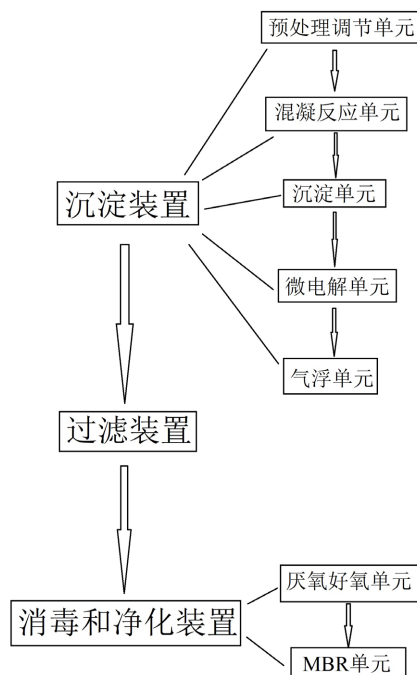 预处理调节单元
混凝反应单元
沉淀装置
沉淀单元
微电解单元
气浮单元
过滤装置
厌氧好氧单元
消毒和净化装置
MBR单元